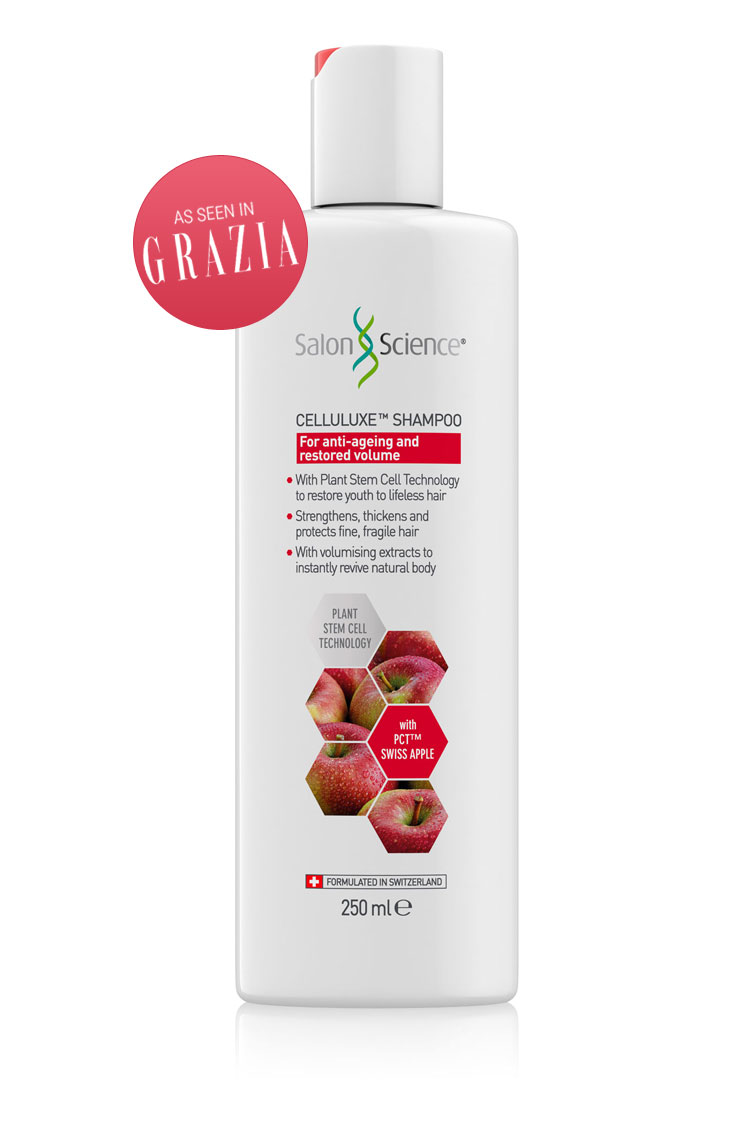 AS SEEN IN
GRAZIA
Salon Science®
CELLULUXE™ SHAMPOO
For anti-ageing and
restored volume
• With Plant Stem Cell Technology
to restore youth to lifeless hair
• Strengthens, thickens and
protects fine, fragile hair
• With volumising extracts to
instantly revive natural body
PLANT
STEM CELL
TECHNOLOGY
with
PCT™
SWISS APPLE
FORMULATED IN SWITZERLAND
250 ml ℮